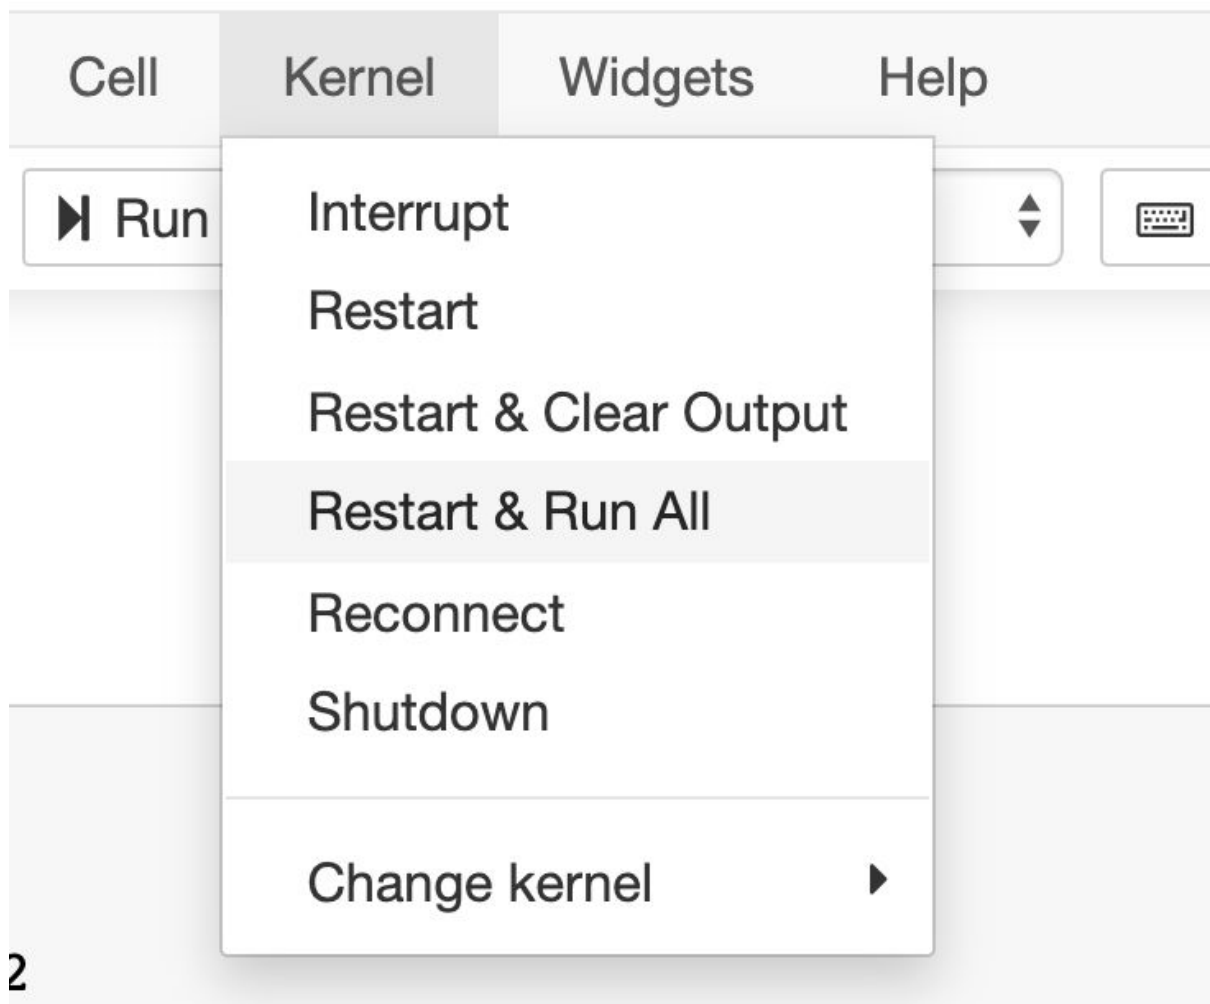 Cell Kernel Widgets Help
Run
Interrupt
Restart
Restart & Clear Output
Restart & Run All
Reconnect
Shutdown
Change kernel
2